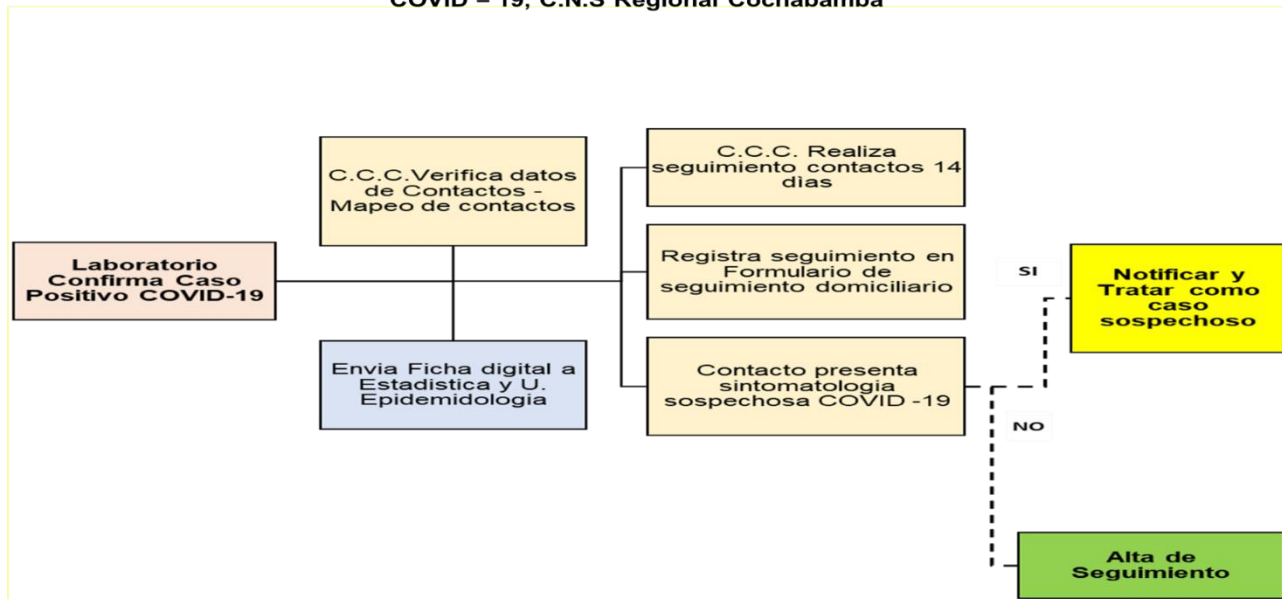 COVID – 19, C.N.S Regional Cochabamba
C.C.C.Verifica datos
de Contactos -
Mapeo de contactos
C.C.C. Realiza
seguimiento contactos 14
dìas
Laboratorio
Confirma Caso
Positivo COVID-19
Registra seguimiento en
Formulario de
seguimiento domiciliario
SI
Notificar y
Tratar como
caso
sospechoso
Envia Ficha digital a
Estadistica y U.
Epidemidologia
Contacto presenta
sintomatologia
sospechosa COVID -19
NO
Alta de
Seguimiento